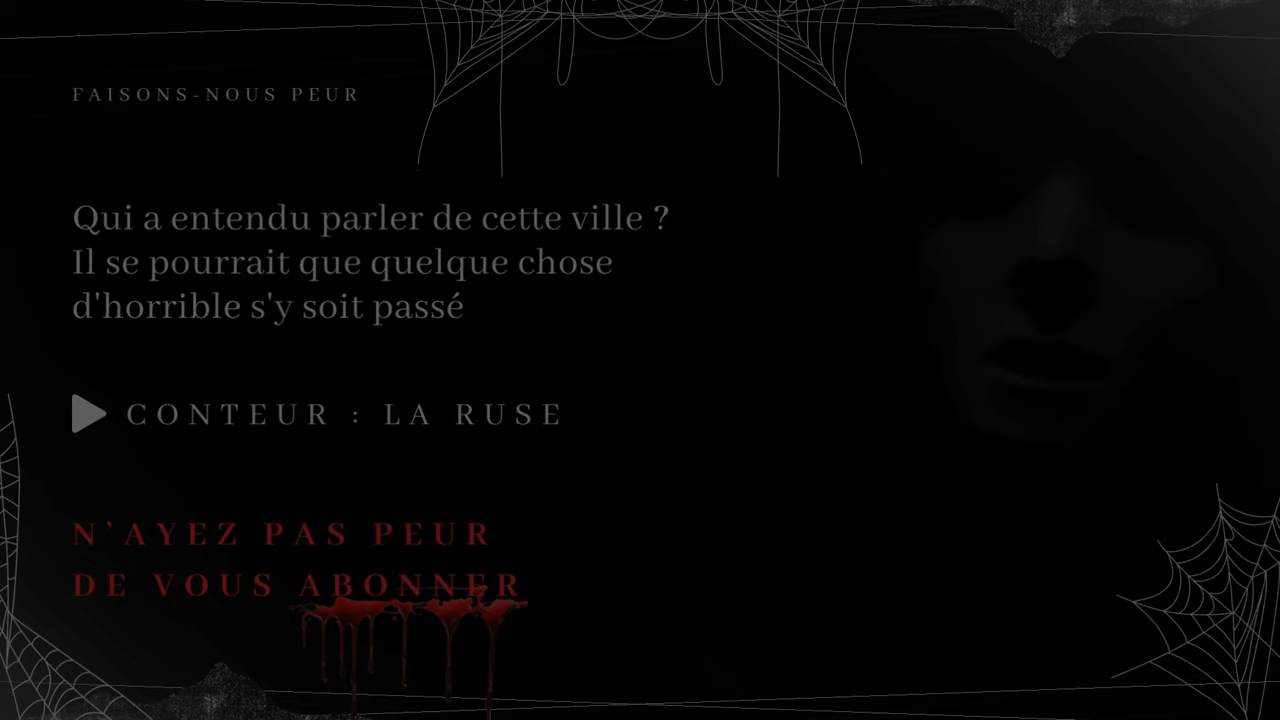 FAISONS-NOUS PEUR
Qui a entendu parler de cette ville ?
Il se pourrait que quelque chose
d'horrible s'y soit passé
CONTEUR : LA RUSE
N’AYEZ PAS PEUR
DE VOUS ABONNER